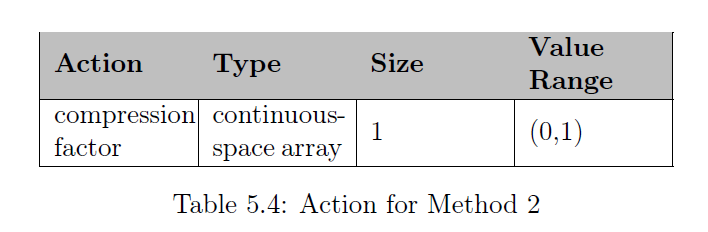 Action Type Size Value Range
compression factor continuous-space array 1 (0,1)
Table 5.4: Action for Method 2